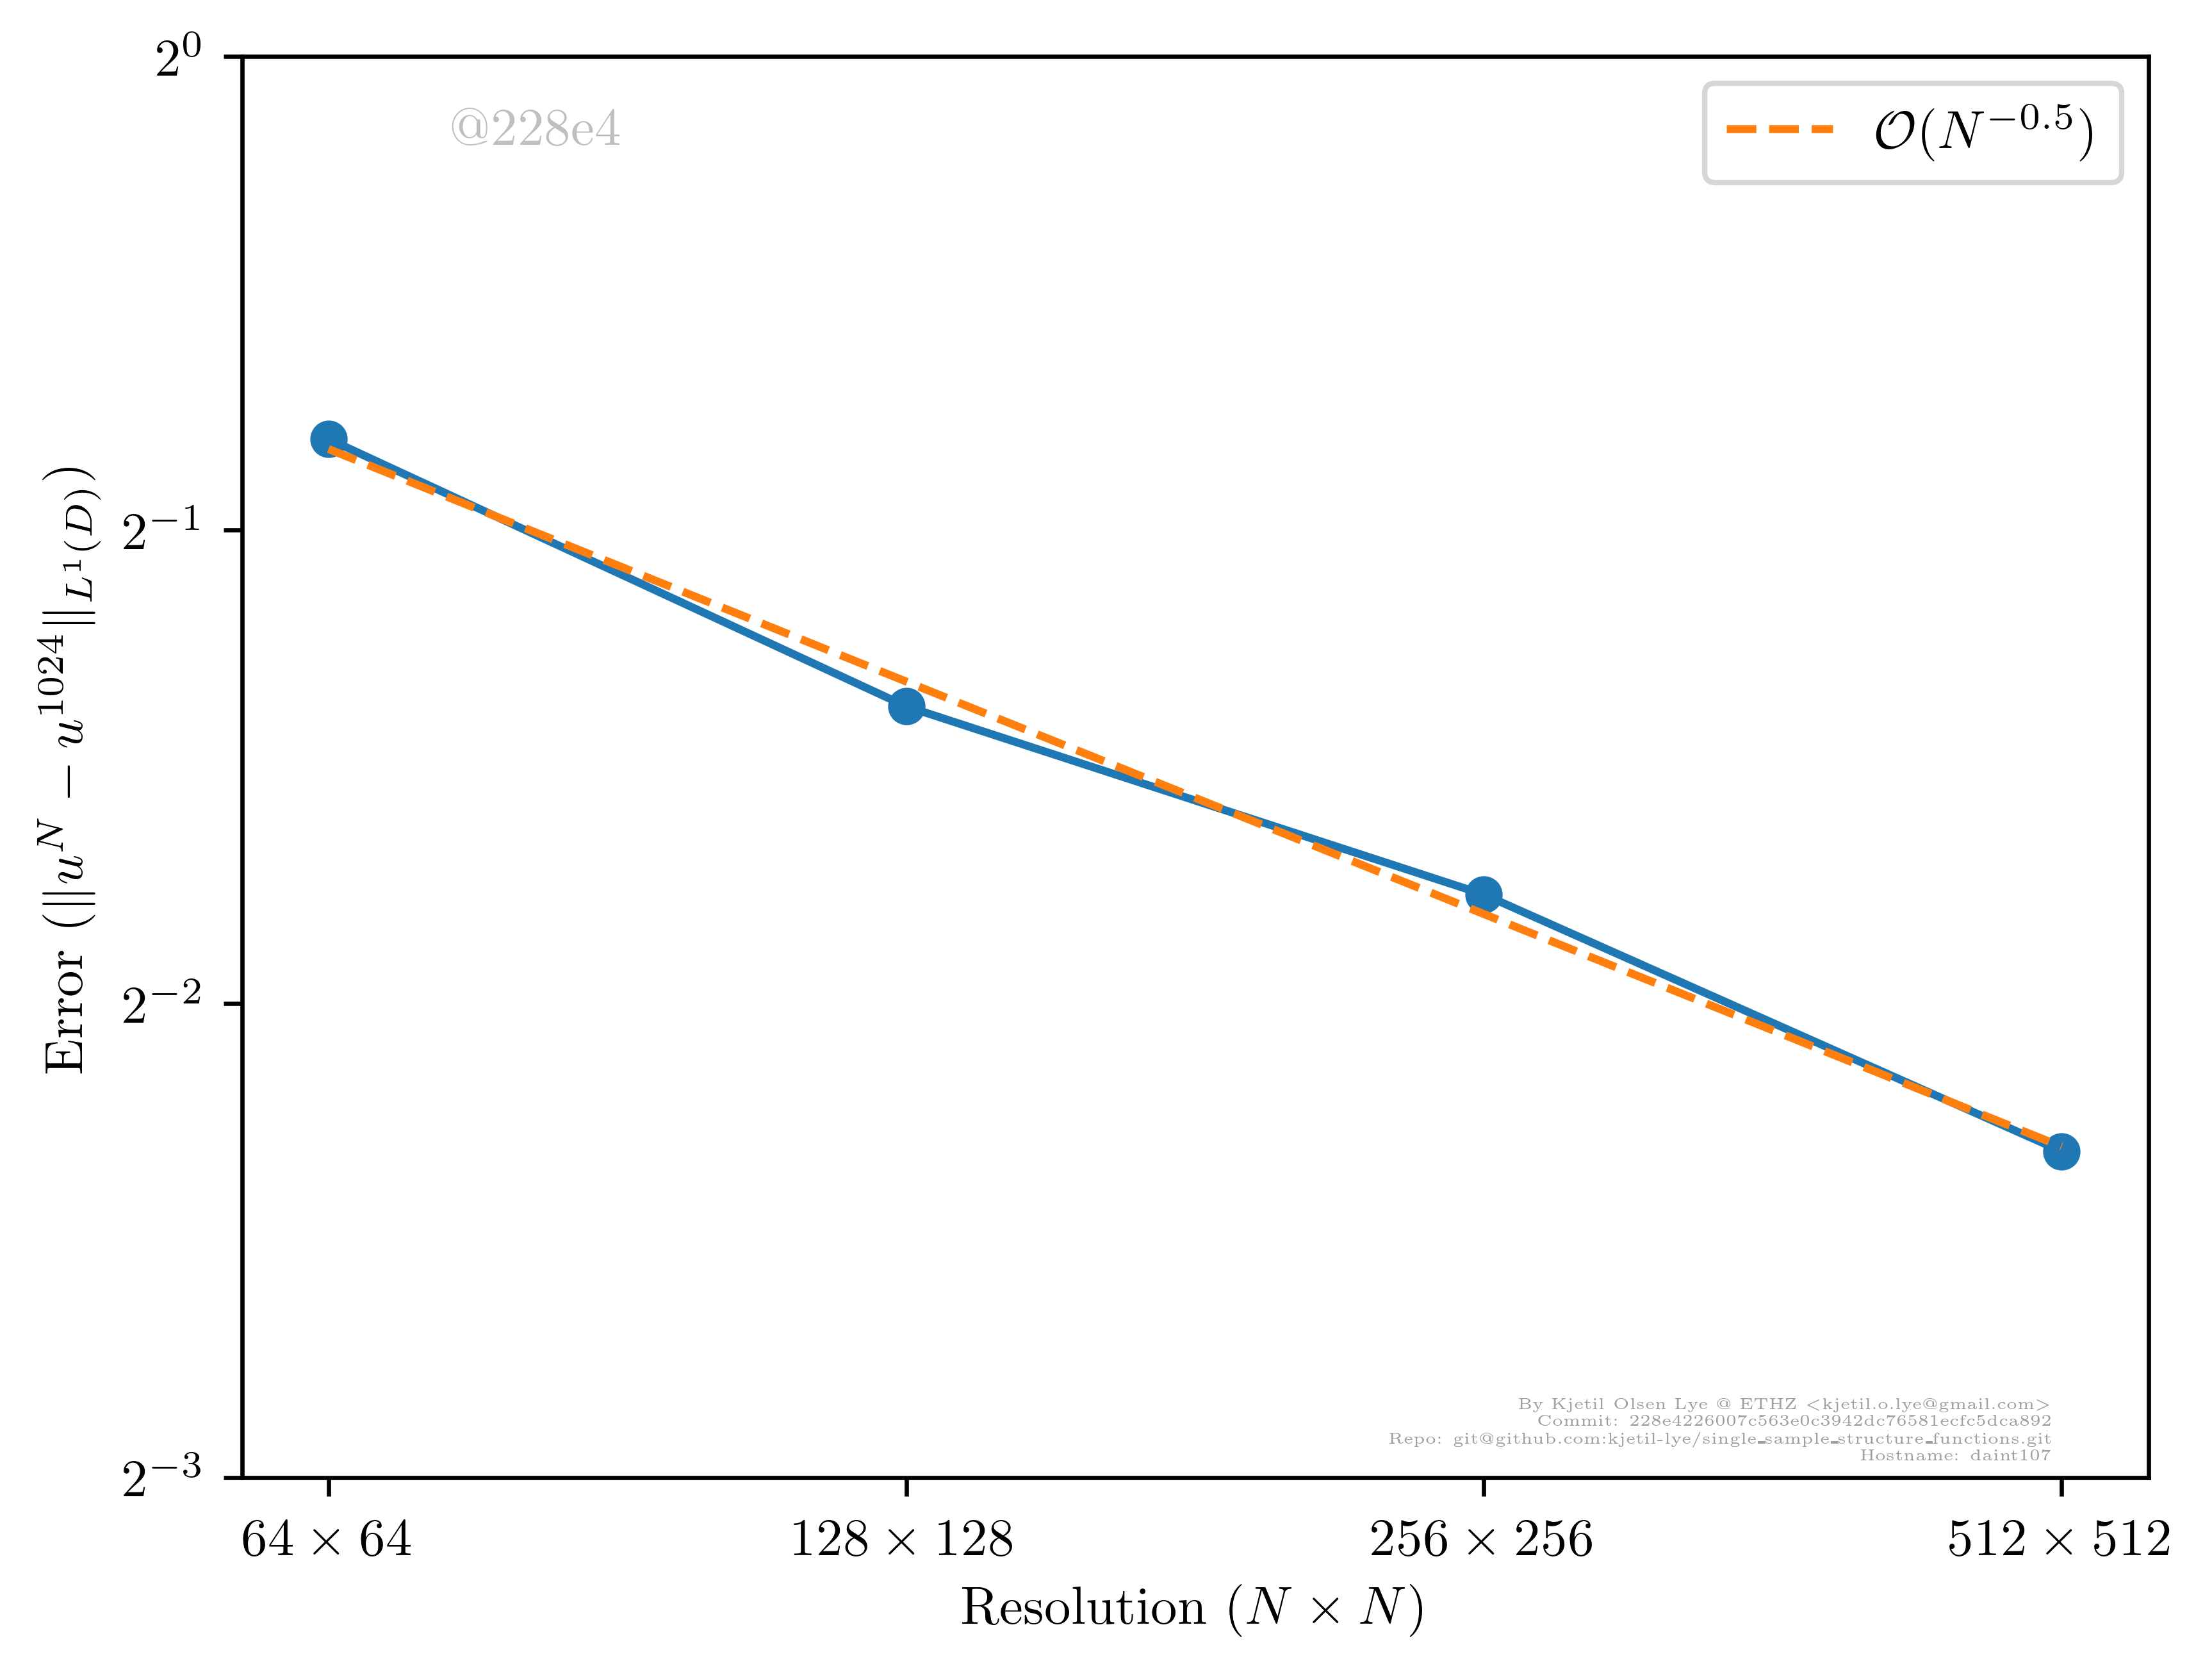 2^0
@228e4
𝒪(N^{-0.5})
2^{-1}
2^{-2}
2^{-3}
Error (||u^N − u^{1024}||_{L^1(D)})
By Kjetil Olsen Lye @ ETHZ <kjetil.o.lye@gmail.com>
Commit: 228e4226007c563e0c3942dc76581ecfc5dca892
Repo: git@github.com:kjetil-lye/single_sample_structure_functions.git
Hostname: daint107
64 × 64 128 × 128 256 × 256 512 × 512
Resolution (N × N)